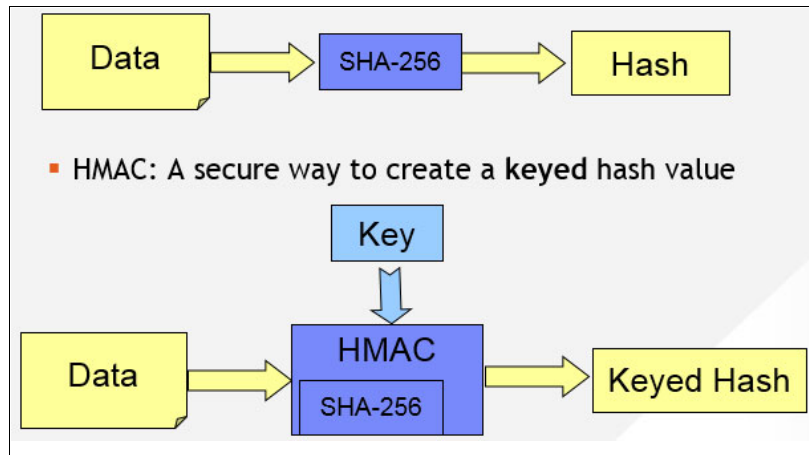 Data
SHA-256
Hash
▪ HMAC: A secure way to create a keyed hash value
Key
Data
HMAC
SHA-256
Keyed Hash